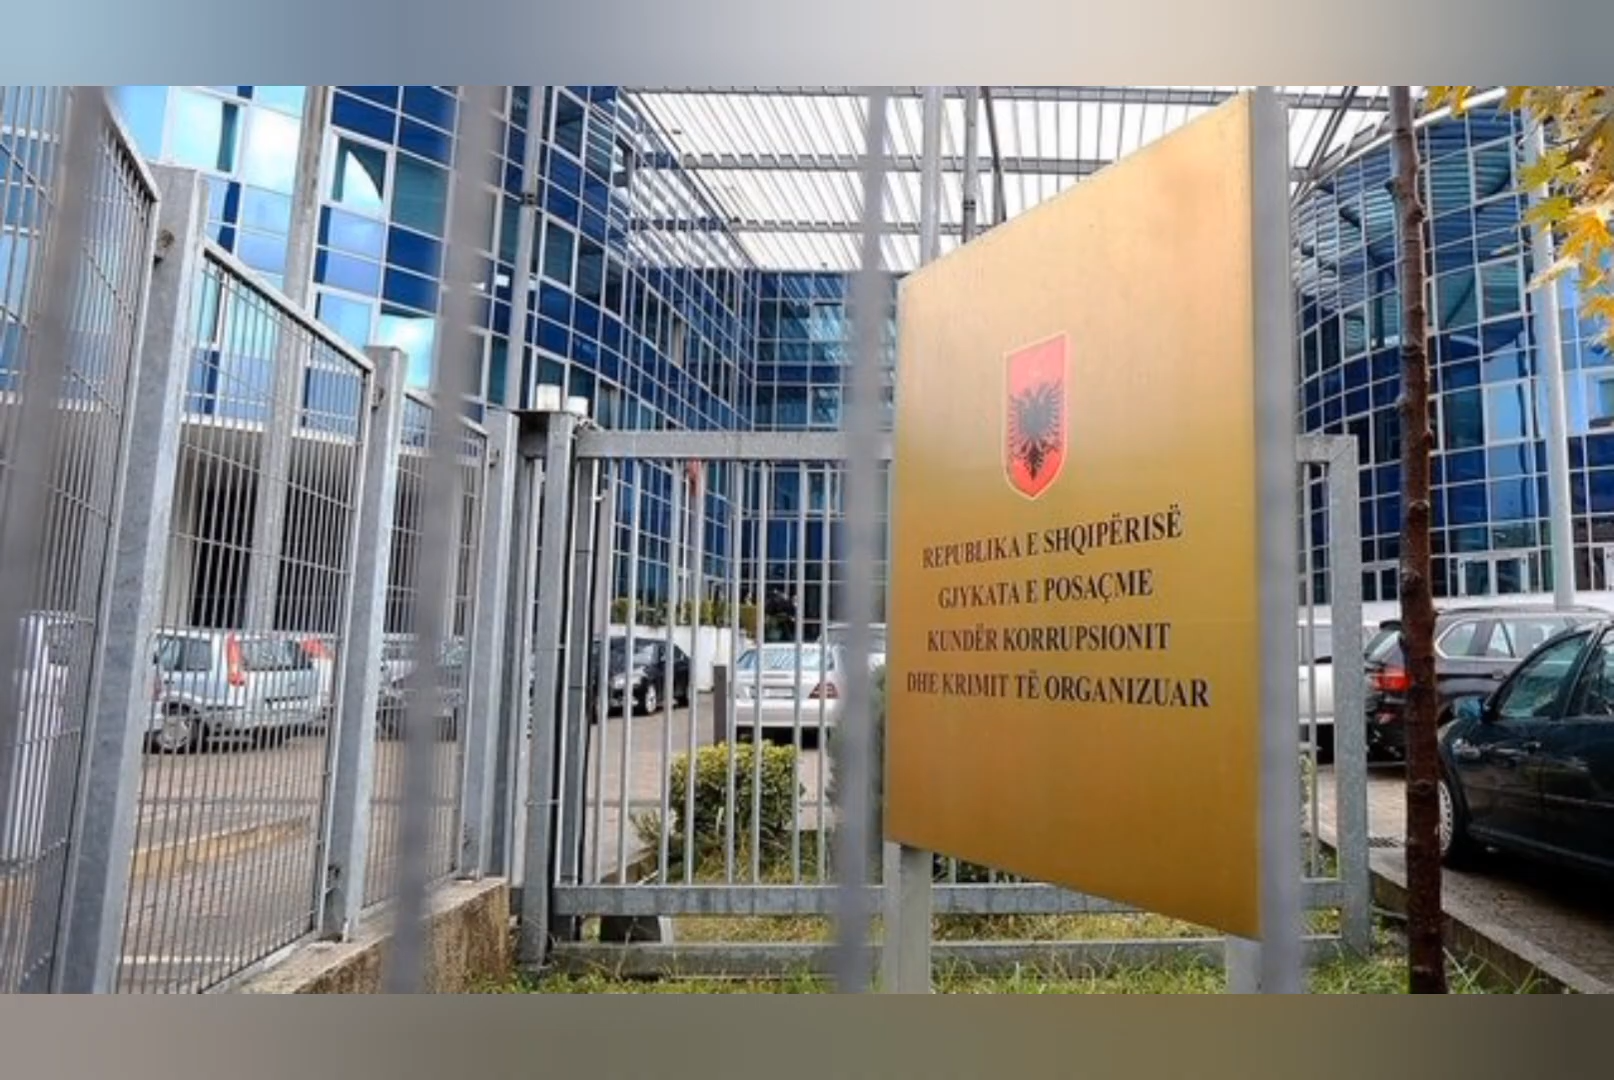 REPUBLIKA E SHQIPËRISË
GJYKATA E POSAÇME
KUNDËR KORRUPSIONIT
DHE KRIMIT TË ORGANIZUAR